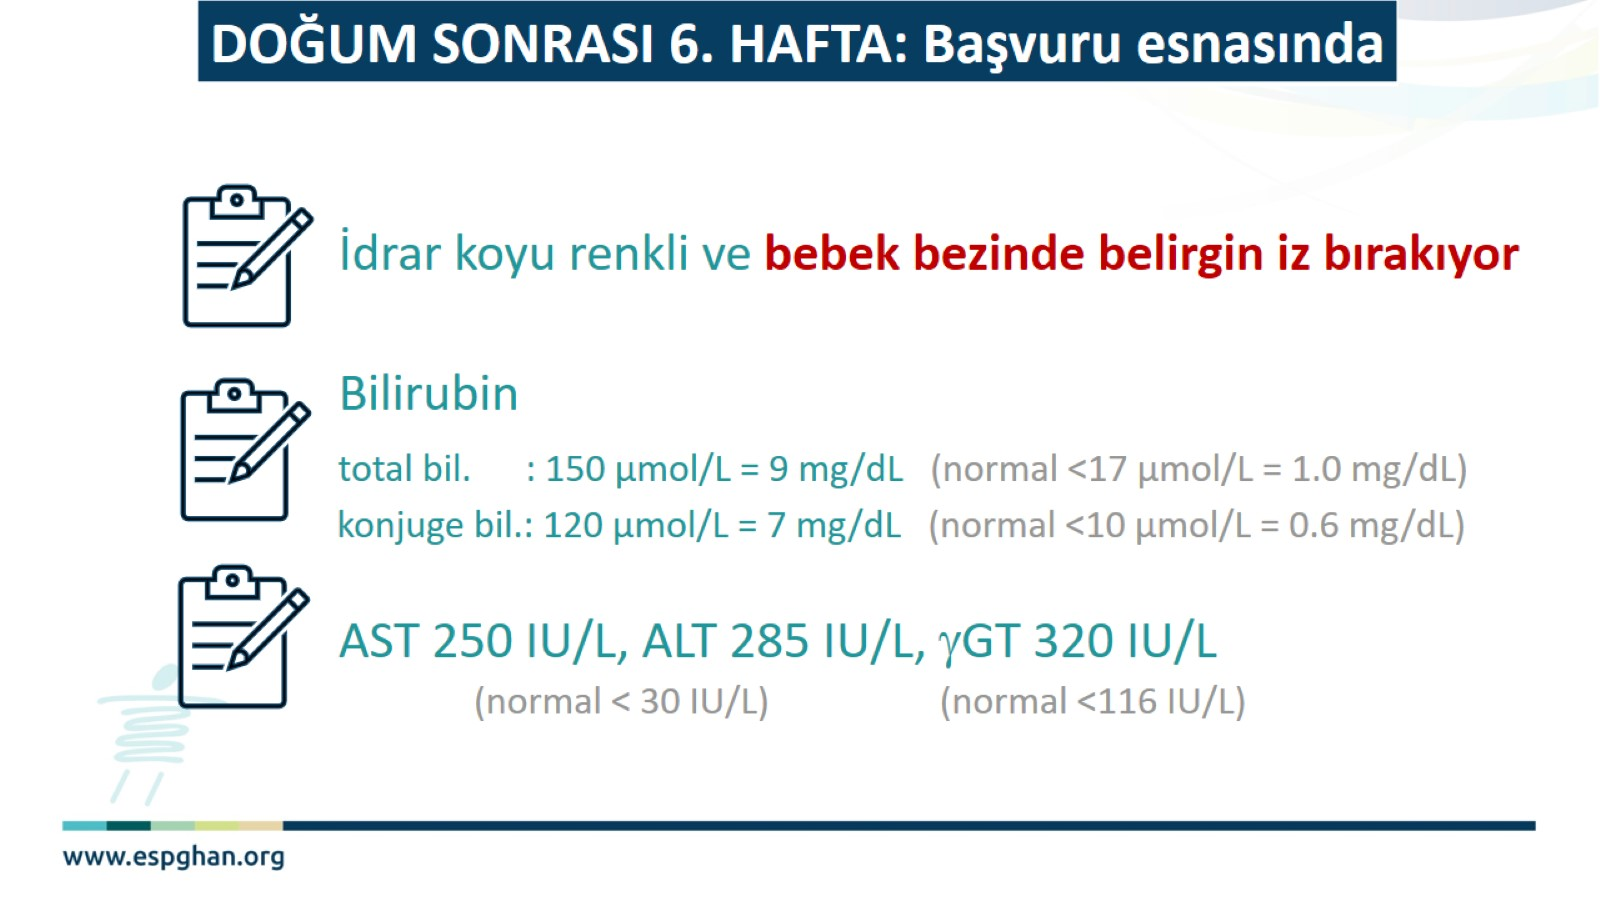 DOĞUM SONRASI 6. HAFTA: Başvuru esnasında
İdrar koyu renkli ve bebek bezinde belirgin iz bırakıyor
Bilirubin
total bil. : 150 µmol/L = 9 mg/dL (normal <17 µmol/L = 1.0 mg/dL)
konjuge bil.: 120 µmol/L = 7 mg/dL (normal <10 µmol/L = 0.6 mg/dL)
AST 250 IU/L, ALT 285 IU/L, γGT 320 IU/L
(normal < 30 IU/L) (normal <116 IU/L)
www.espghan.org